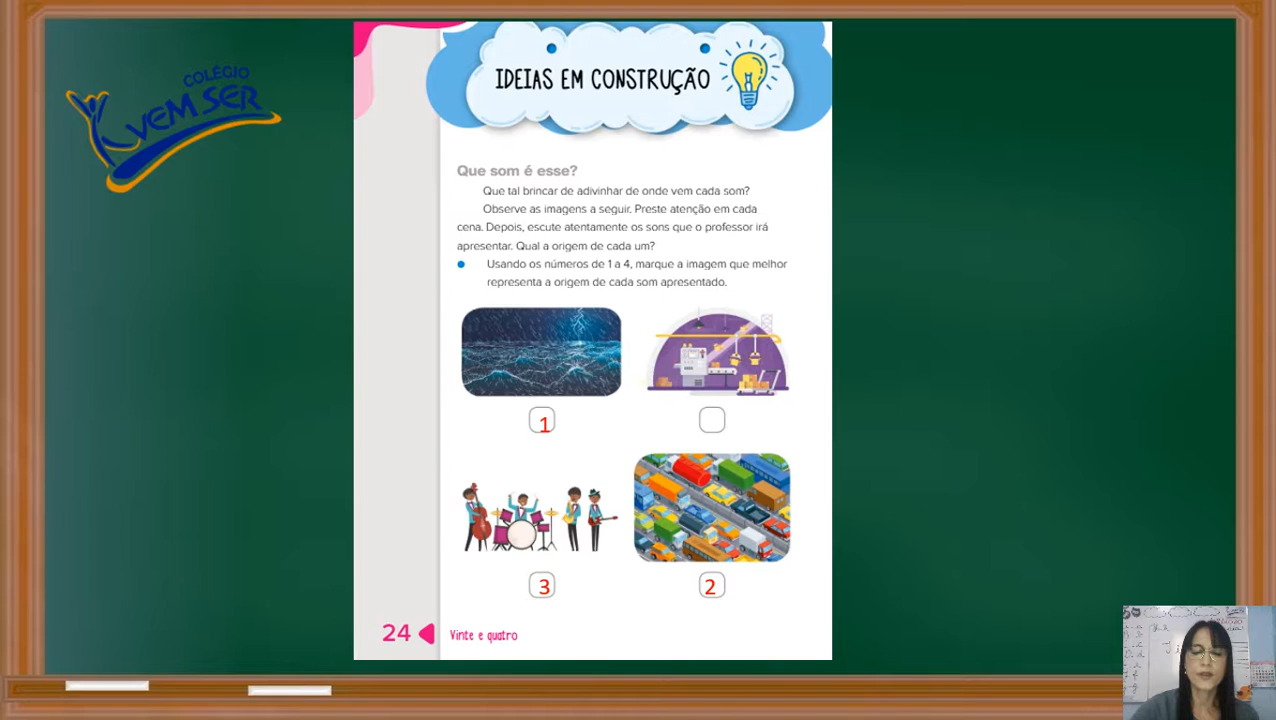 COLÉGIO
VEM SER
IDEIAS EM CONSTRUÇÃO
Que som é esse?
Que tal brincar de adivinhar de onde vem cada som?
Observe as imagens a seguir. Preste atenção em cada
cena. Depois, escute atentamente os sons que o professor irá
apresentar. Qual a origem de cada um?
Usando os números de 1 a 4, marque a imagem que melhor
representa a origem de cada som apresentado.
1
3
2
24
Vinte e quatro